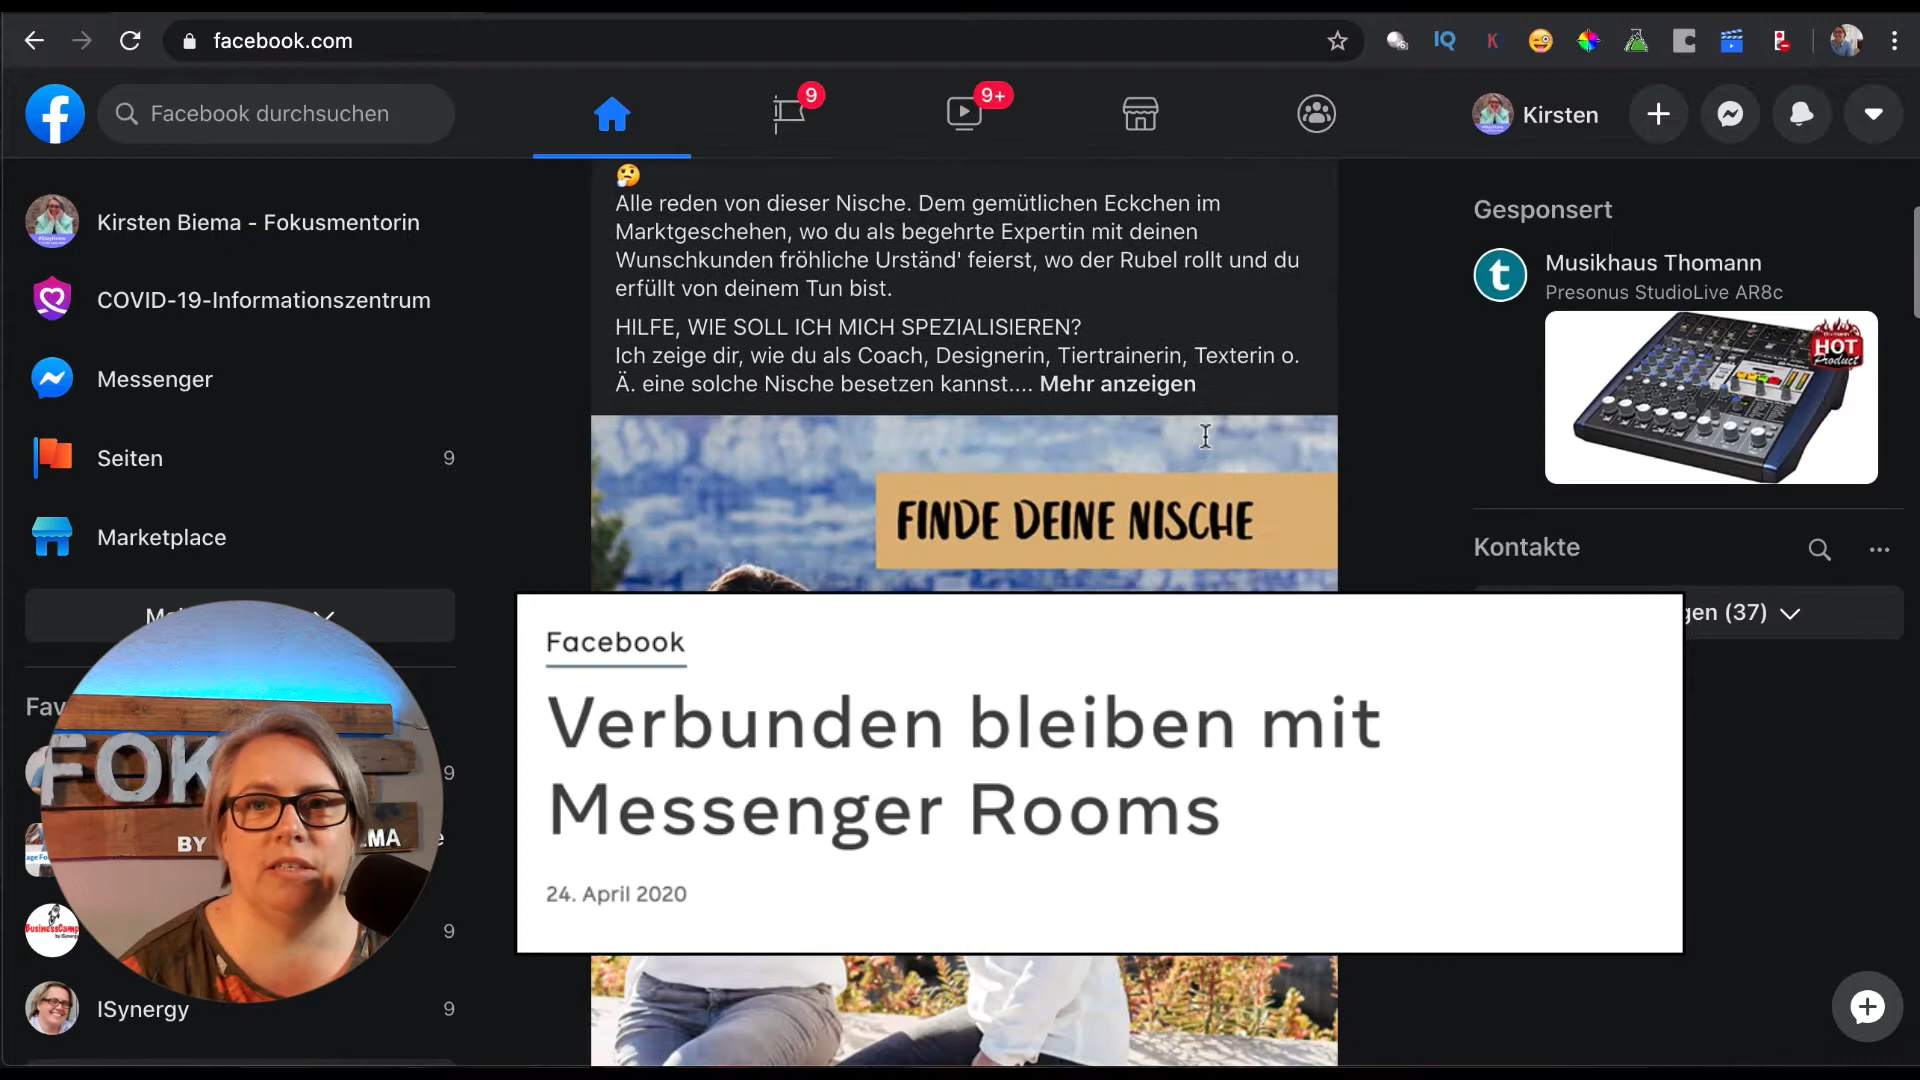 facebook.com
IQ
K
Facebook durchsuchen
9
9+
Kirsten
Kirsten Biema - Fokusmentorin
COVID-19-Informationszentrum
Messenger
Seiten
9
Marketplace
Alle reden von dieser Nische. Dem gemütlichen Eckchen im
Marktgeschehen, wo du als begehrte Expertin mit deinen
Wunschkunden fröhliche Urständ' feierst, wo der Rubel rollt und du
erfüllt von deinem Tun bist.
HILFE, WIE SOLL ICH MICH SPEZIALISIEREN?
Ich zeige dir, wie du als Coach, Designerin, Tiertrainerin, Texterin o.
Ä. eine solche Nische besetzen kannst.... Mehr anzeigen
FINDE DEINE NISCHE
Gesponsert
Musikhaus Thomann
Presonus StudioLive AR8c
HOT
Product
Kontakte
gen (37)
Fav
FOK
BY
MA
9
BusinessCamp
9
ISynergy
9
Facebook
Verbunden bleiben mit
Messenger Rooms
24. April 2020